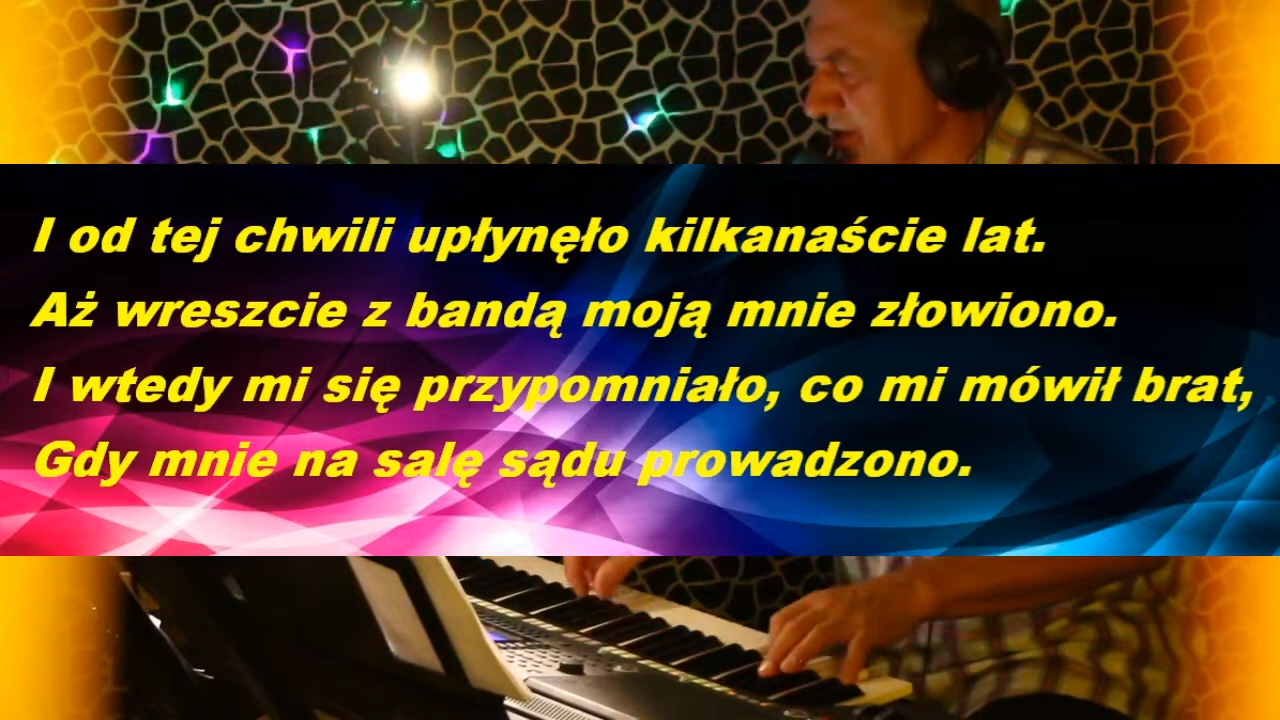 I od tej chwili upłynęło kilkanaście lat.
Aż wreszcie z bandą moją mnie złowiono.
I wtedy mi się przypomniało, co mi mówił brat,
Gdy mnie na salę sądu prowadzono.